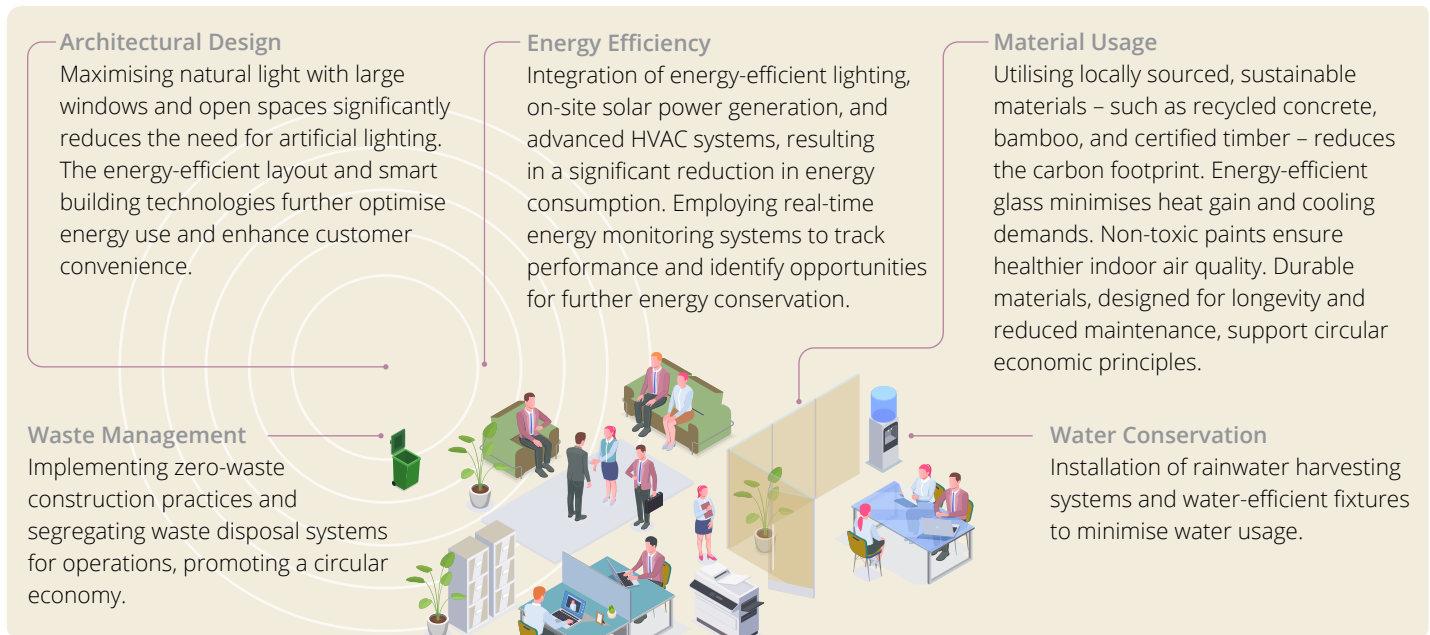 Architectural Design
Maximising natural light with large
windows and open spaces significantly
reduces the need for artificial lighting.
The energy-efficient layout and smart
building technologies further optimise
energy use and enhance customer
convenience.
Energy Efficiency
Integration of energy-efficient lighting,
on-site solar power generation, and
advanced HVAC systems, resulting
in a significant reduction in energy
consumption. Employing real-time
energy monitoring systems to track
performance and identify opportunities
for further energy conservation.
Material Usage
Utilising locally sourced, sustainable
materials – such as recycled concrete,
bamboo, and certified timber – reduces
the carbon footprint. Energy-efficient
glass minimises heat gain and cooling
demands. Non-toxic paints ensure
healthier indoor air quality. Durable
materials, designed for longevity and
reduced maintenance, support circular
economic principles.
Waste Management
Implementing zero-waste
construction practices and
segregating waste disposal systems
for operations, promoting a circular
economy.
Water Conservation
Installation of rainwater harvesting
systems and water-efficient fixtures
to minimise water usage.